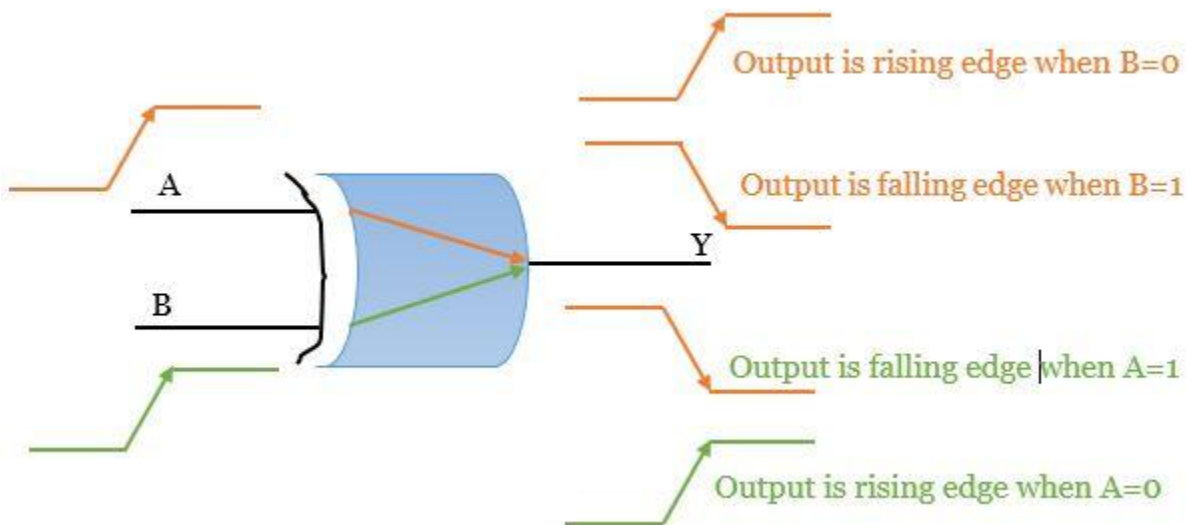 Output is rising edge when B=0
A
Output is falling edge when B=1
Y
B
Output is falling edge when A=1
Output is rising edge when A=0